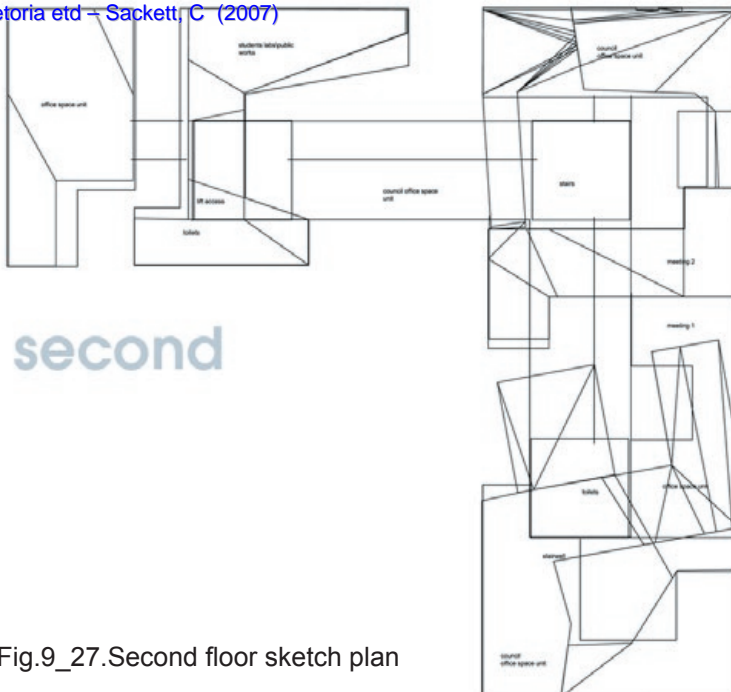 etoria etd – Sackett, C (2007)
students labs/public
works
council
office space unit
office space unit
stairs
council office space
unit
lift access
toilets
meeting 2
meeting 1
second
office space unit
toilets
stairwell
council
office space unit
Fig.9_27.Second floor sketch plan